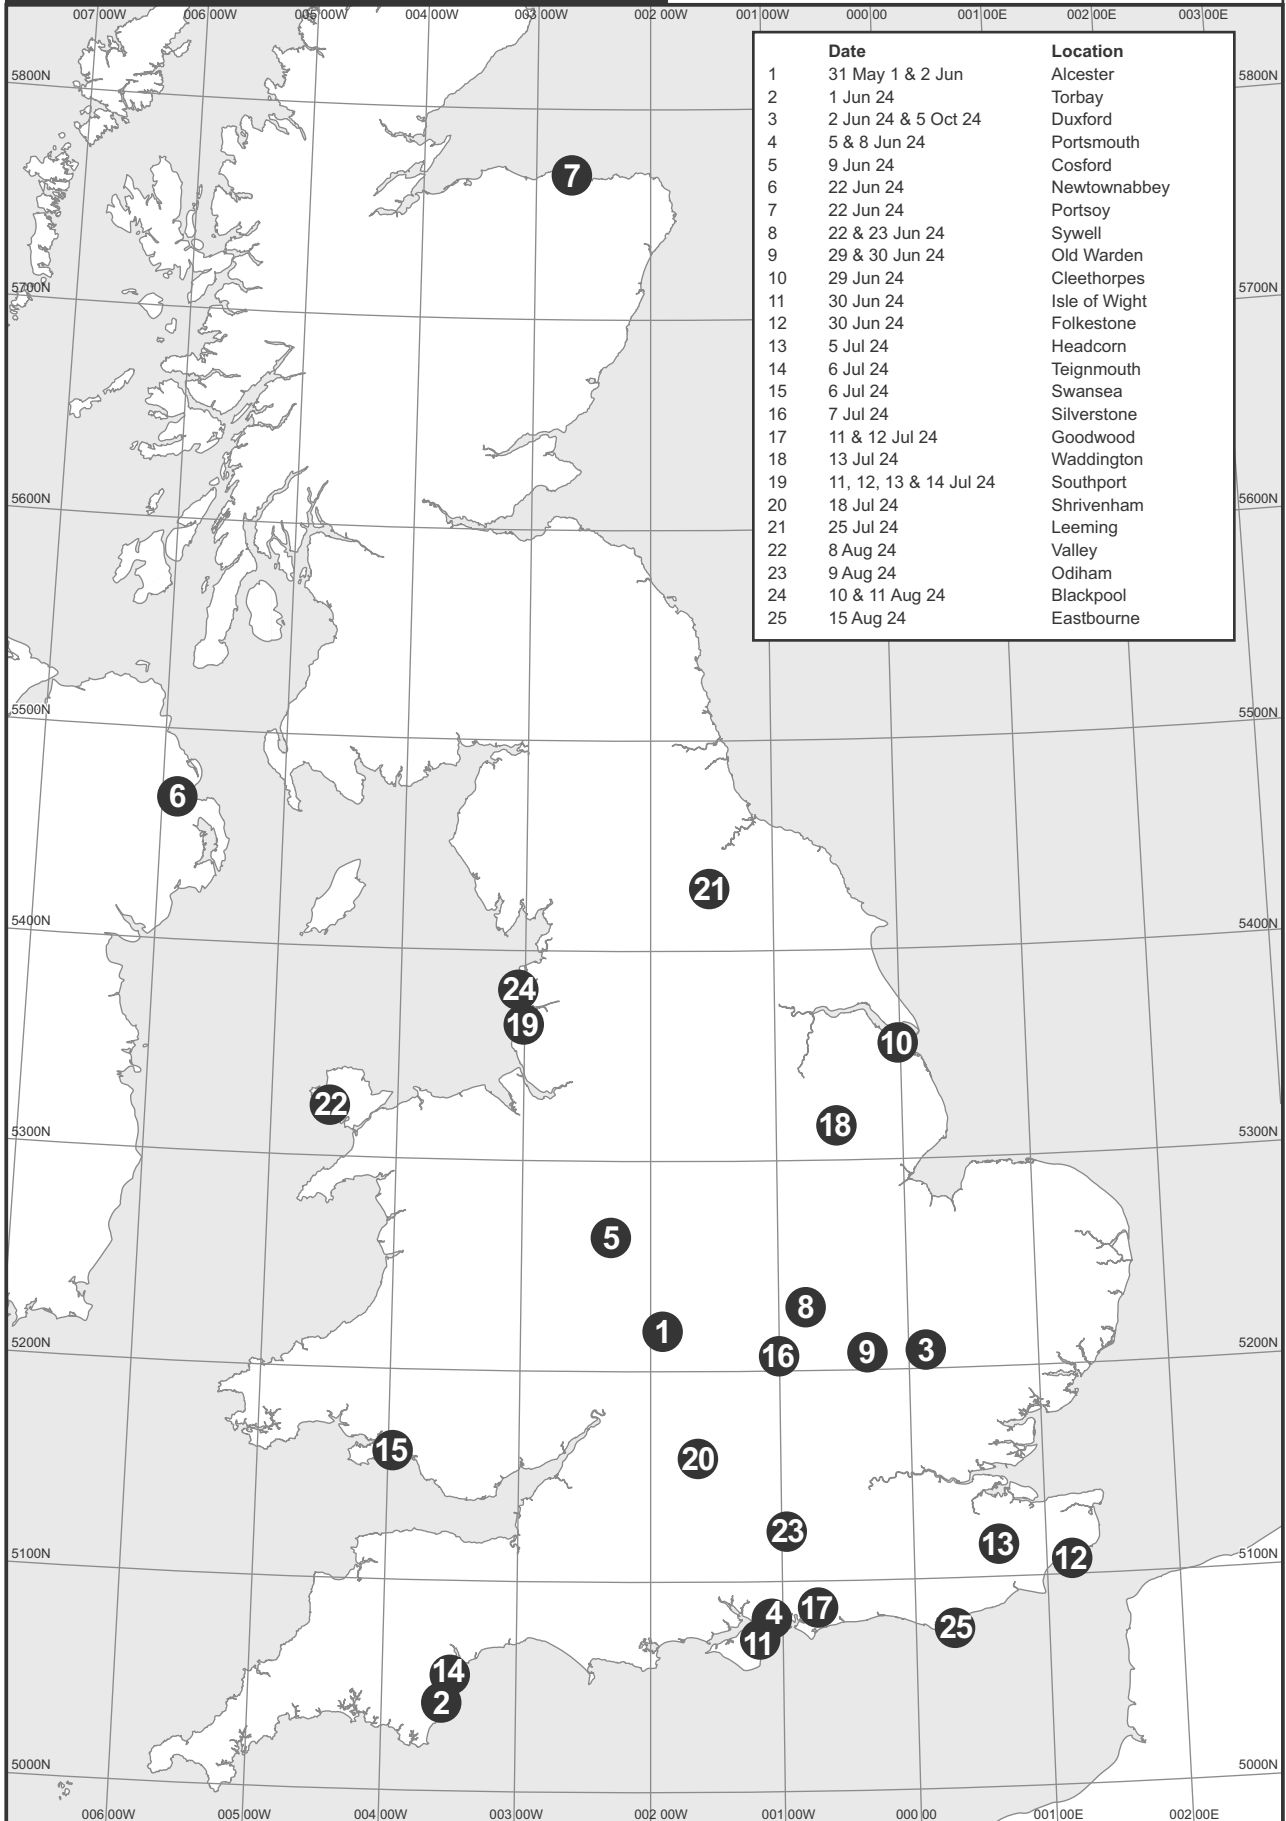 007 00W 006 00W 005 00W 004 00W 003 00W 002 00W 001 00W 000 00 001 00E 002 00E 003 00E
Date Location
1 31 May 1 & 2 Jun Alcester
2 1 Jun 24 Torbay
3 2 Jun 24 & 5 Oct 24 Duxford
4 5 & 8 Jun 24 Portsmouth
5 9 Jun 24 Cosford
6 22 Jun 24 Newtownabbey
7 22 Jun 24 Portsoy
8 22 & 23 Jun 24 Sywell
9 29 & 30 Jun 24 Old Warden
10 29 Jun 24 Cleethorpes
11 30 Jun 24 Isle of Wight
12 30 Jun 24 Folkestone
13 5 Jul 24 Headcorn
14 6 Jul 24 Teignmouth
15 6 Jul 24 Swansea
16 7 Jul 24 Silverstone
17 11 & 12 Jul 24 Goodwood
18 13 Jul 24 Waddington
19 11, 12, 13 & 14 Jul 24 Southport
20 18 Jul 24 Shrivenham
21 25 Jul 24 Leeming
22 8 Aug 24 Valley
23 9 Aug 24 Odiham
24 10 & 11 Aug 24 Blackpool
25 15 Aug 24 Eastbourne
5800N 5800N
7
5700N 5700N
5600N 5600N
5500N 5500N
6
21
5400N 5400N
24
19
10
22
18
5300N 5300N
5
8
1
16 9 3
5200N 5200N
15
20
23
13
12
5100N 5100N
17
4
25
11
14
2
5000N 5000N
006 00W 005 00W 004 00W 003 00W 002 00W 001 00W 000 00 001 00E 002 00E